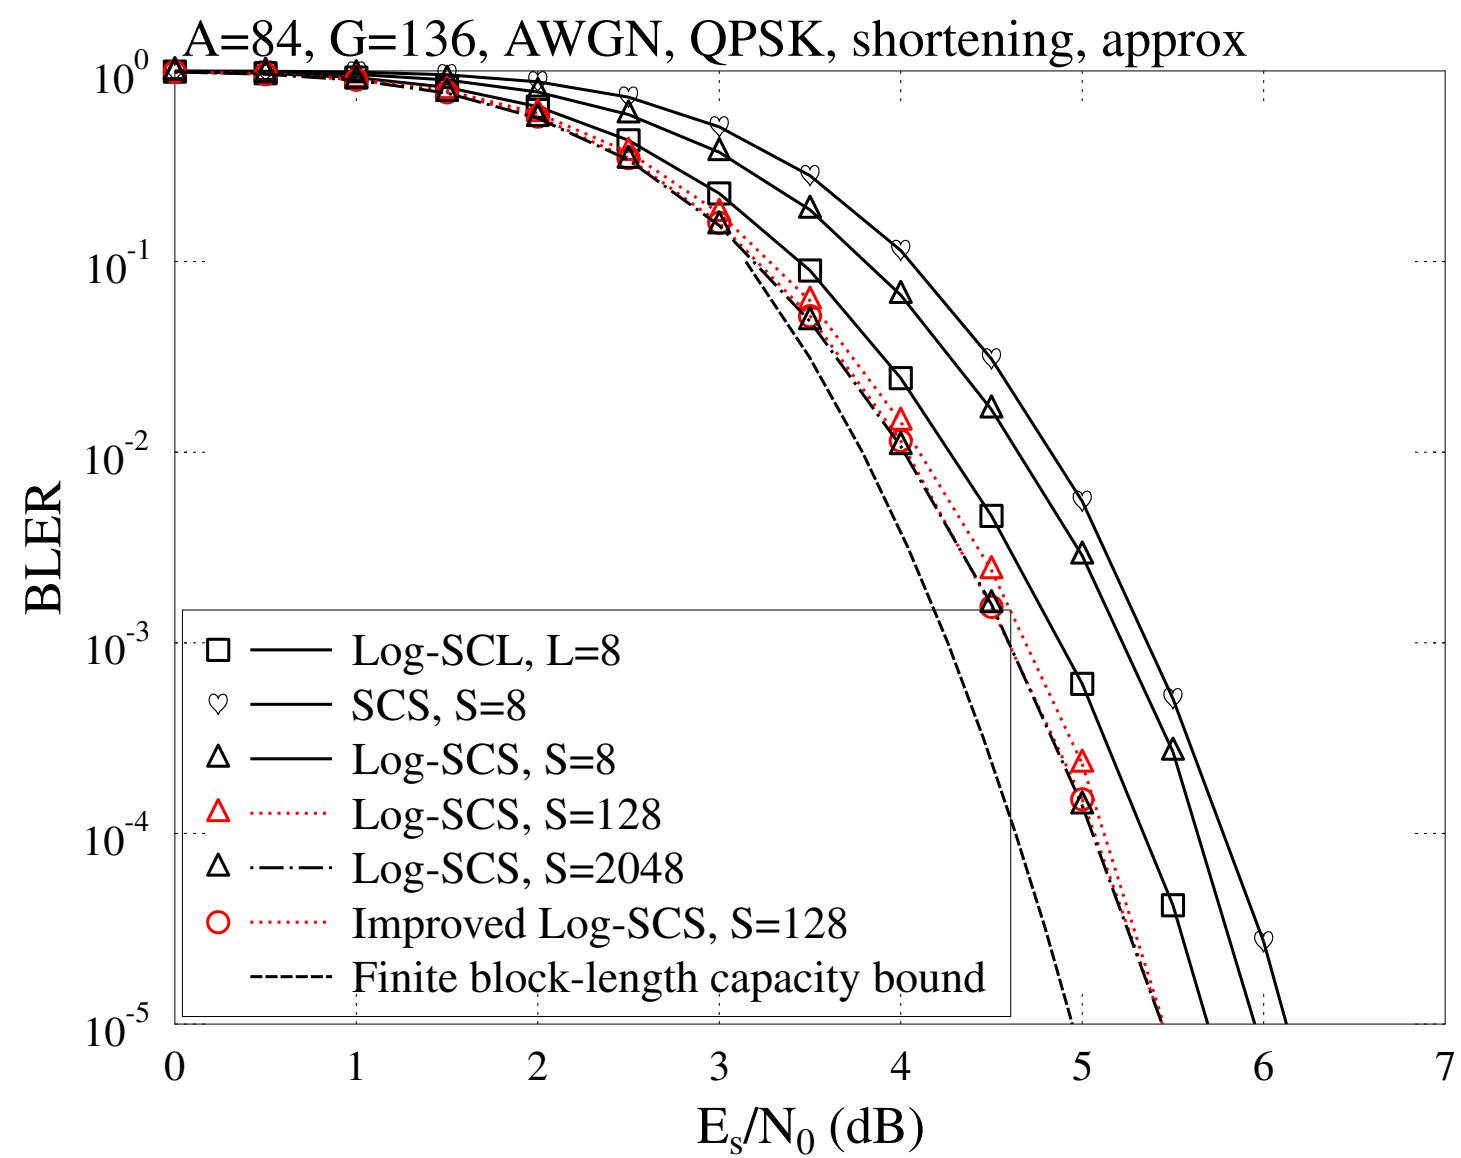 A=84, G=136, AWGN, QPSK, shortening, approx
10^0
10^-1
10^-2
10^-3
10^-4
10^-5
BLER
Log-SCL, L=8
SCS, S=8
Log-SCS, S=8
Log-SCS, S=128
Log-SCS, S=2048
Improved Log-SCS, S=128
Finite block-length capacity bound
0 1 2 3 4 5 6 7
E_s/N_0 (dB)